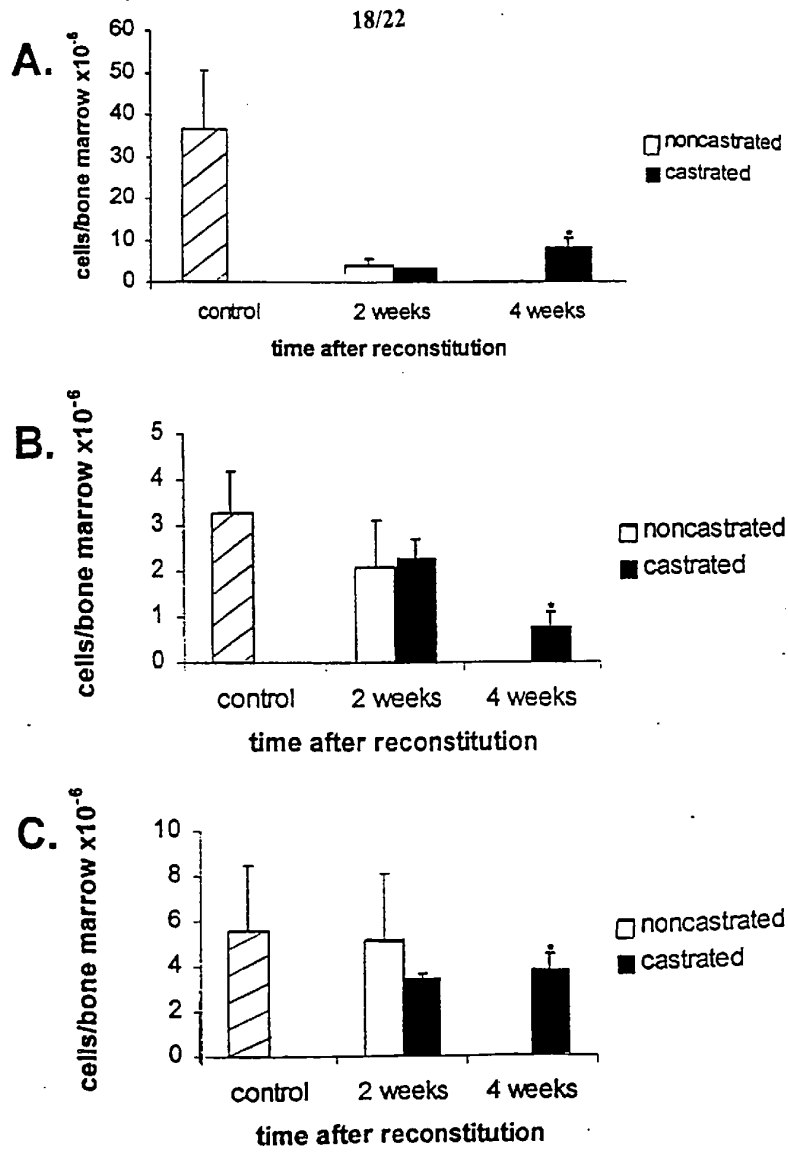 18/22
A.
cells/bone marrow x10⁻⁶
60
50
40
30
20
10
0
control
2 weeks
4 weeks
*
time after reconstitution
noncastrated
castrated
B.
cells/bone marrow x10⁻⁶
5
4
3
2
1
0
control
2 weeks
4 weeks
*
time after reconstitution
noncastrated
castrated
C.
cells/bone marrow x10⁻⁶
10
8
6
4
2
0
control
2 weeks
4 weeks
*
time after reconstitution
noncastrated
castrated